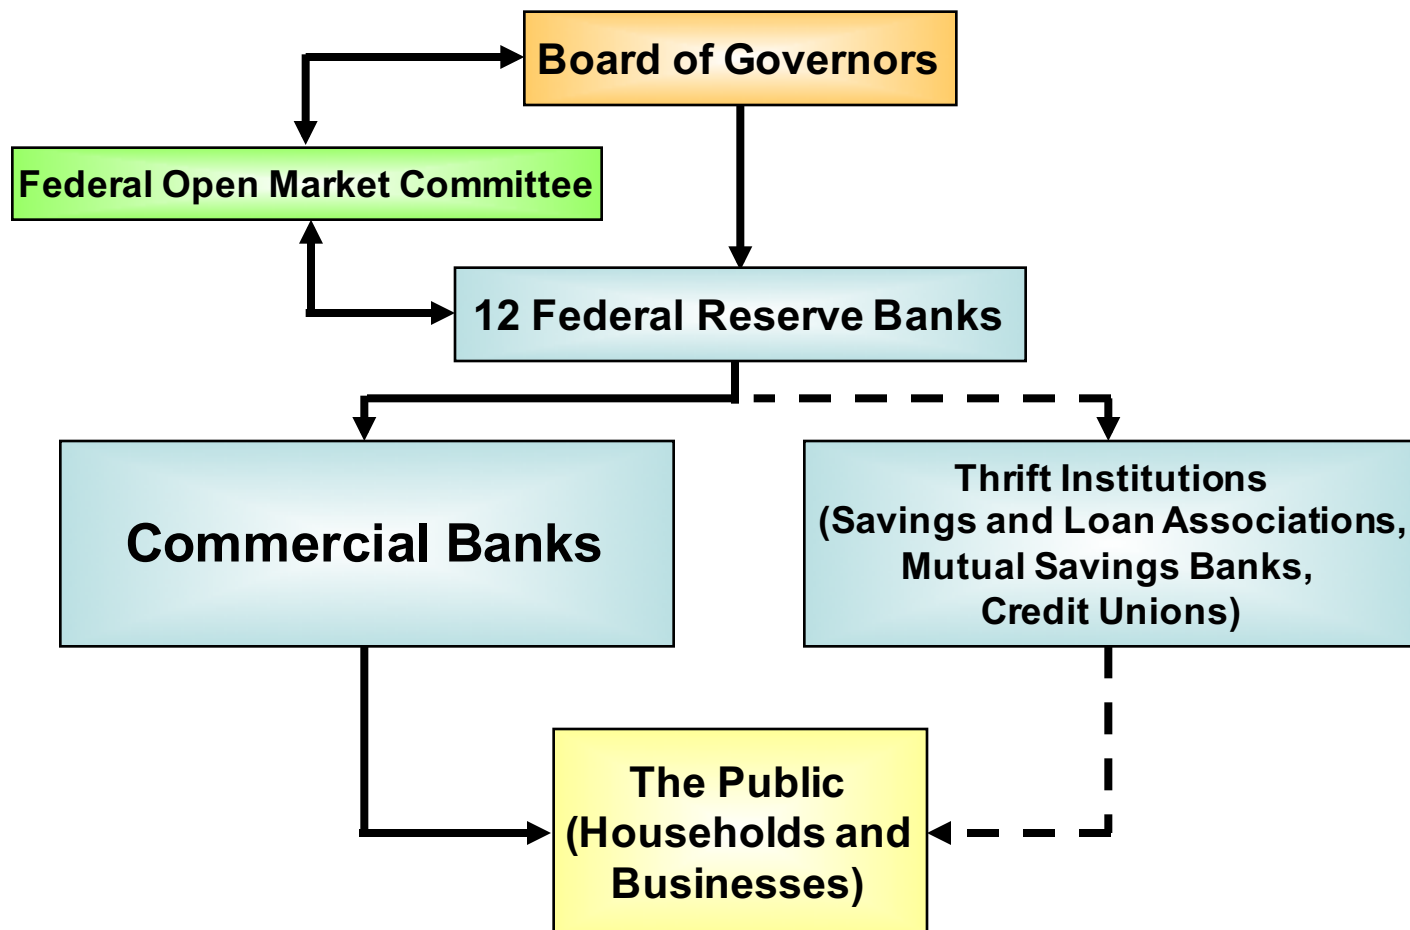 Board of Governors
Federal Open Market Committee
12 Federal Reserve Banks
Commercial Banks
Thrift Institutions
(Savings and Loan Associations,
Mutual Savings Banks,
Credit Unions)
The Public
(Households and
Businesses)